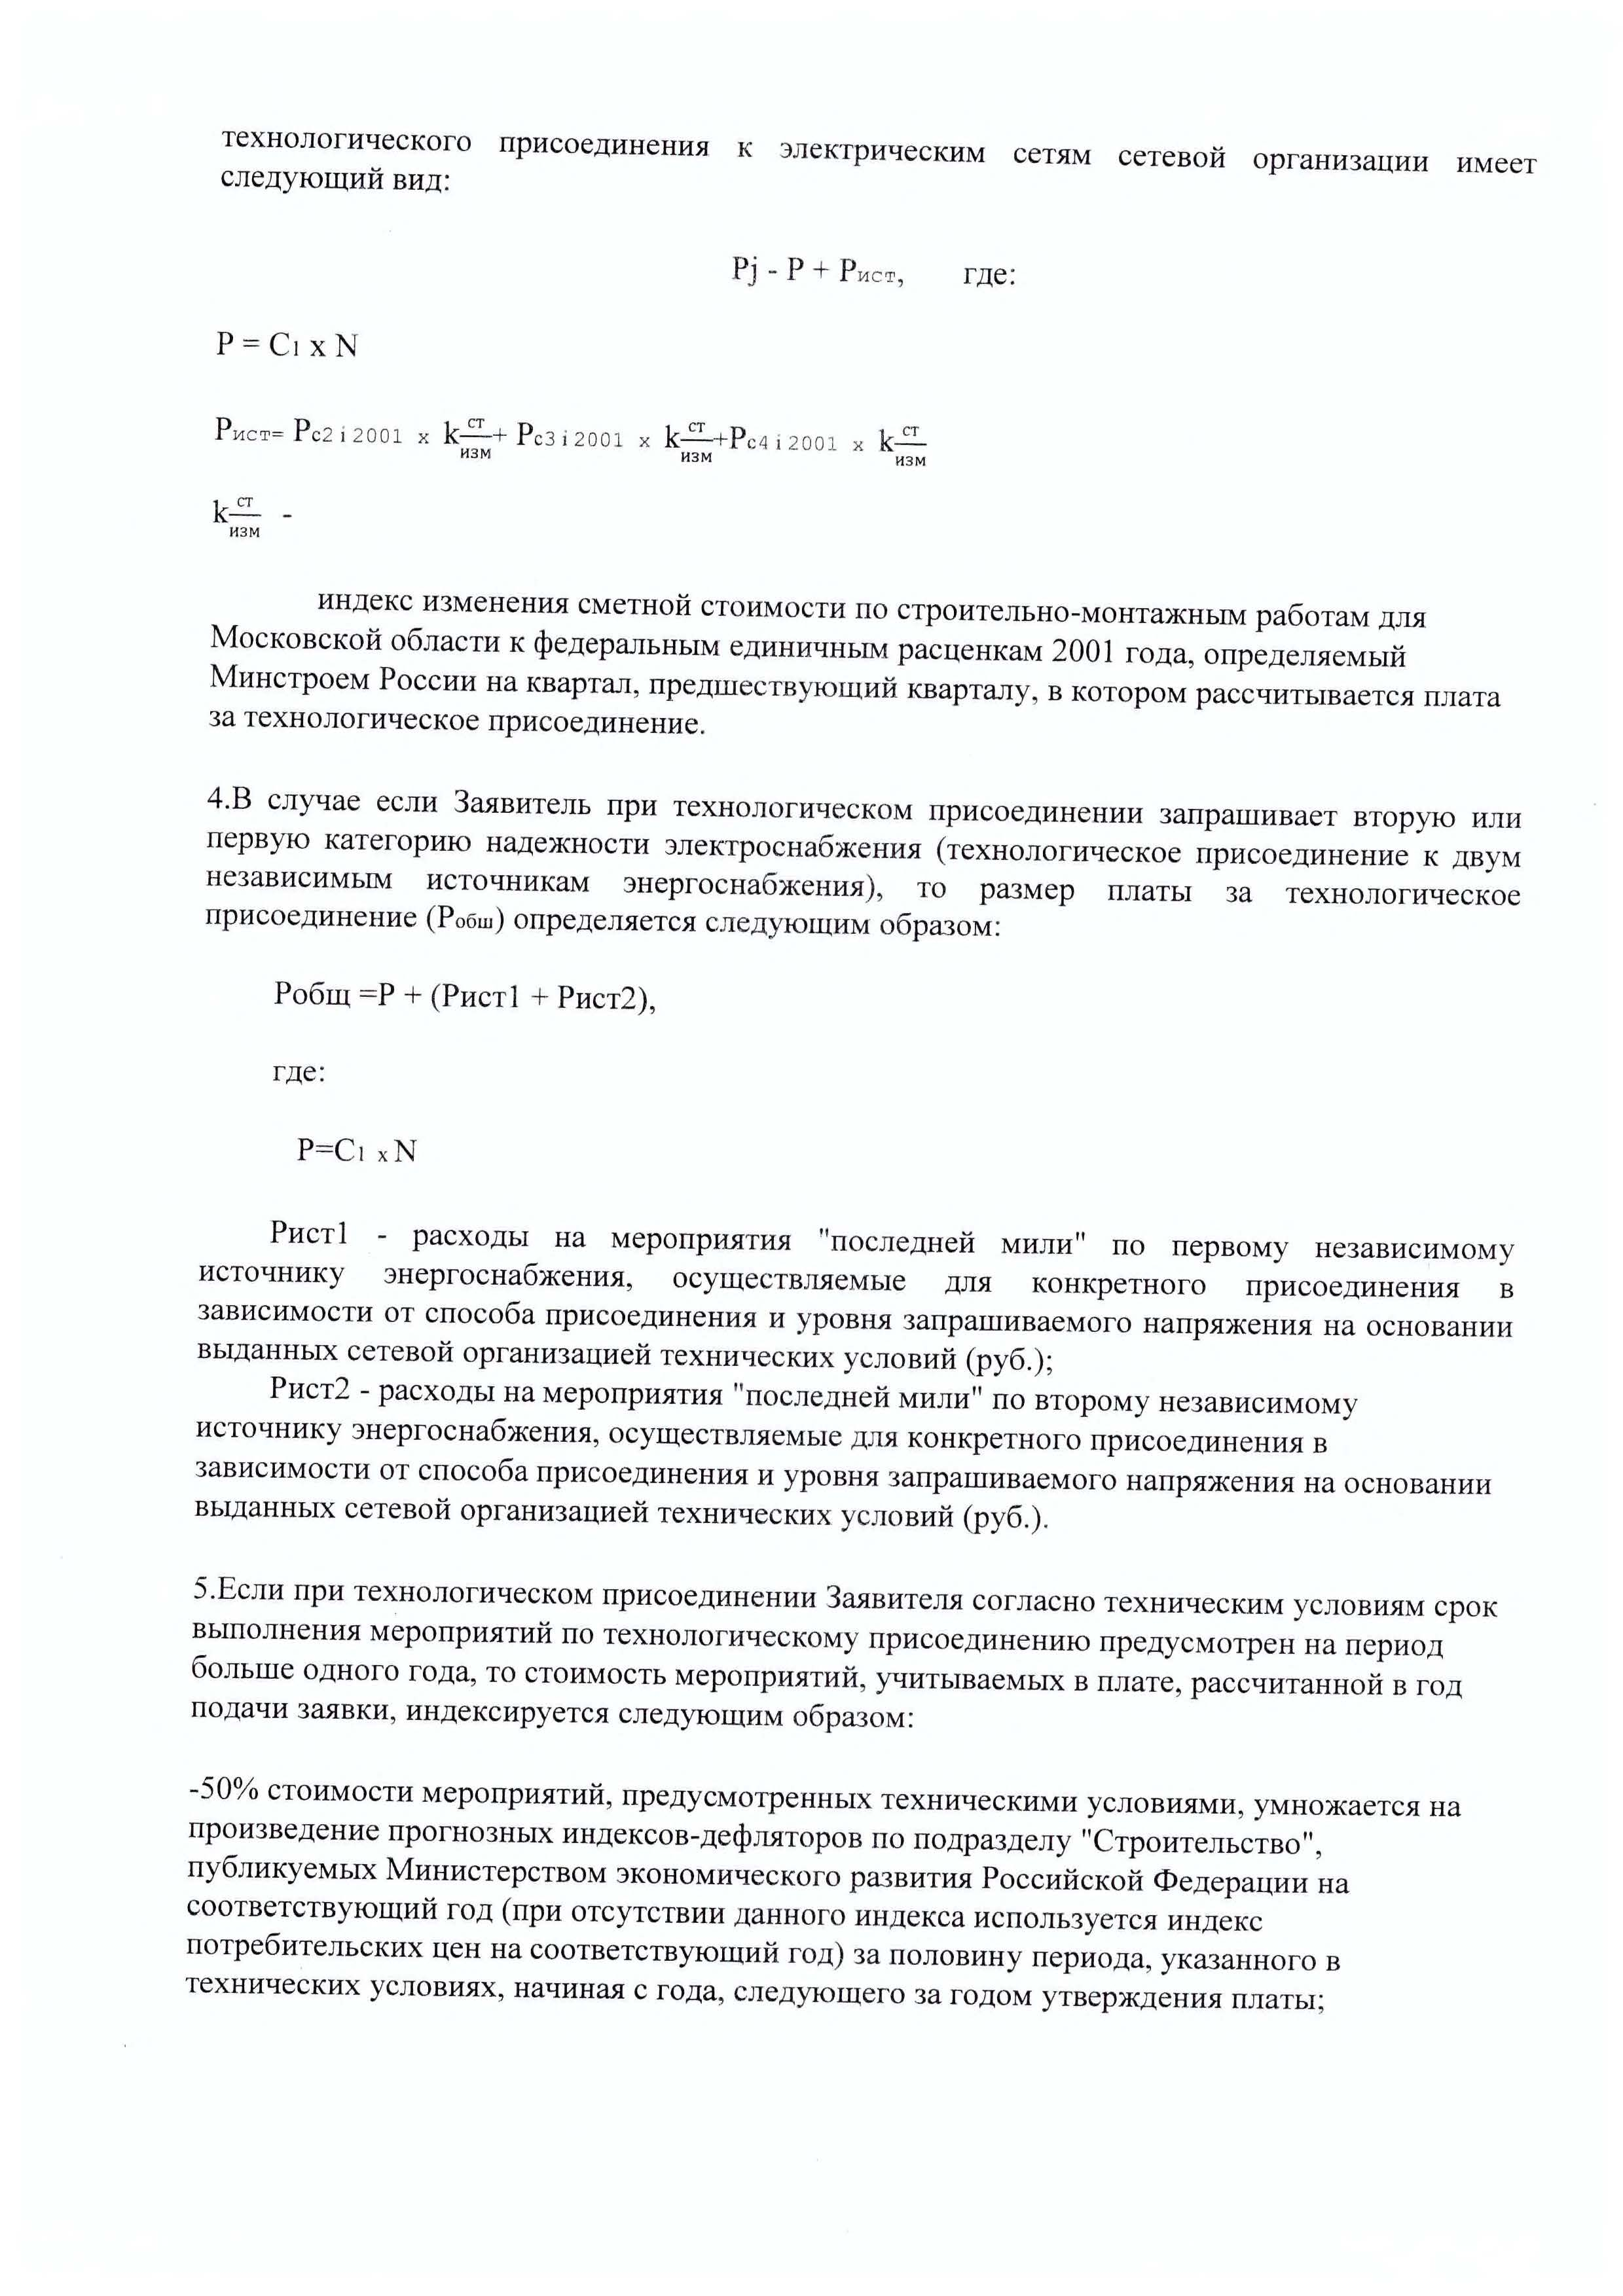 технологического присоединения к электрическим сетям сетевой организации имеет
следующий вид:
Pj - P + Pист, где:
P = C1 x N
Pист= Pc2 i 2001 x k ст/изм + Pc3 i 2001 x k ст/изм +Pc4 i 2001 x k ст/изм
k ст/изм -
индекс изменения сметной стоимости по строительно-монтажным работам для
Московской области к федеральным единичным расценкам 2001 года, определяемый
Минстроем России на квартал, предшествующий кварталу, в котором рассчитывается плата
за технологическое присоединение.
4.В случае если Заявитель при технологическом присоединении запрашивает вторую или
первую категорию надежности электроснабжения (технологическое присоединение к двум
независимым источникам энергоснабжения), то размер платы за технологическое
присоединение (Робш) определяется следующим образом:
Робщ =Р + (Рист1 + Рист2),
где:
P=C1 x N
Рист1 - расходы на мероприятия "последней мили" по первому независимому
источнику энергоснабжения, осуществляемые для конкретного присоединения в
зависимости от способа присоединения и уровня запрашиваемого напряжения на основании
выданных сетевой организацией технических условий (руб.);
Рист2 - расходы на мероприятия "последней мили" по второму независимому
источнику энергоснабжения, осуществляемые для конкретного присоединения в
зависимости от способа присоединения и уровня запрашиваемого напряжения на основании
выданных сетевой организацией технических условий (руб.).
5.Если при технологическом присоединении Заявителя согласно техническим условиям срок
выполнения мероприятий по технологическому присоединению предусмотрен на период
больше одного года, то стоимость мероприятий, учитываемых в плате, рассчитанной в год
подачи заявки, индексируется следующим образом:
-50% стоимости мероприятий, предусмотренных техническими условиями, умножается на
произведение прогнозных индексов-дефляторов по подразделу "Строительство",
публикуемых Министерством экономического развития Российской Федерации на
соответствующий год (при отсутствии данного индекса используется индекс
потребительских цен на соответствующий год) за половину периода, указанного в
технических условиях, начиная с года, следующего за годом утверждения платы;